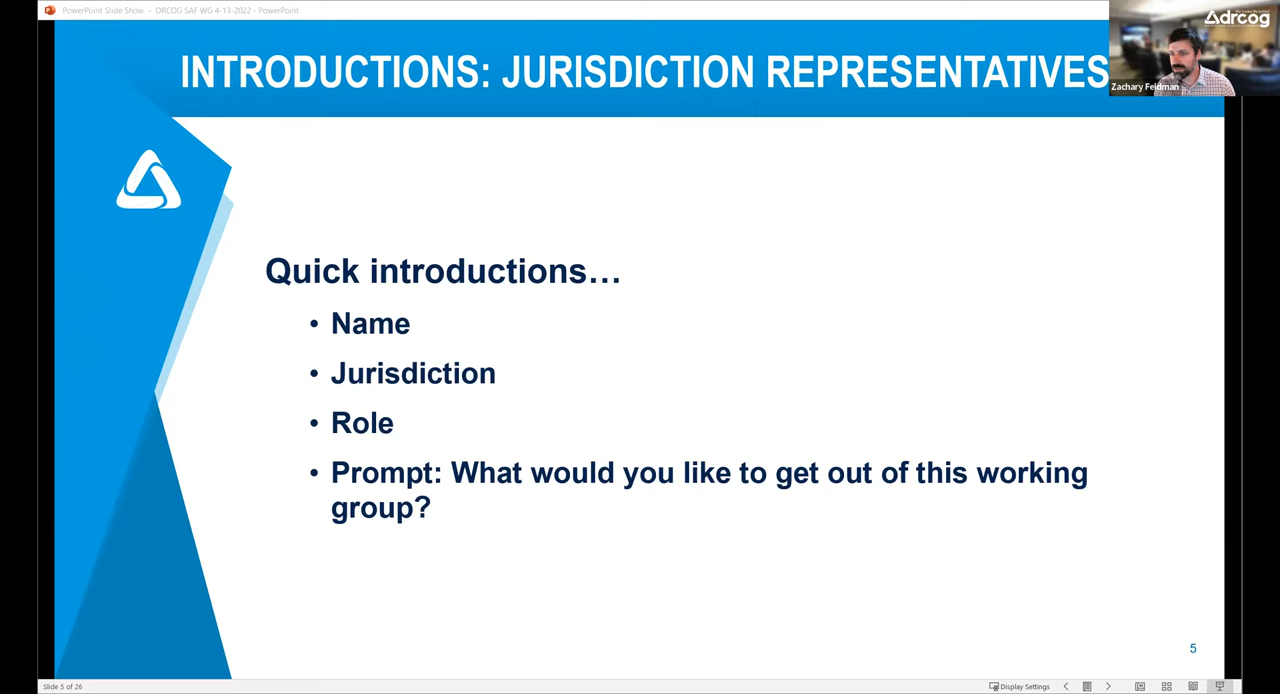 PowerPoint Slide Show - DRCOG SAF WG 4-13-2022 - PowerPoint
drcog
Zachary Feldman
INTRODUCTIONS: JURISDICTION REPRESENTATIVES
Quick introductions…
• Name
• Jurisdiction
• Role
• Prompt: What would you like to get out of this working
group?
5
Slide 5 of 26
Display Settings